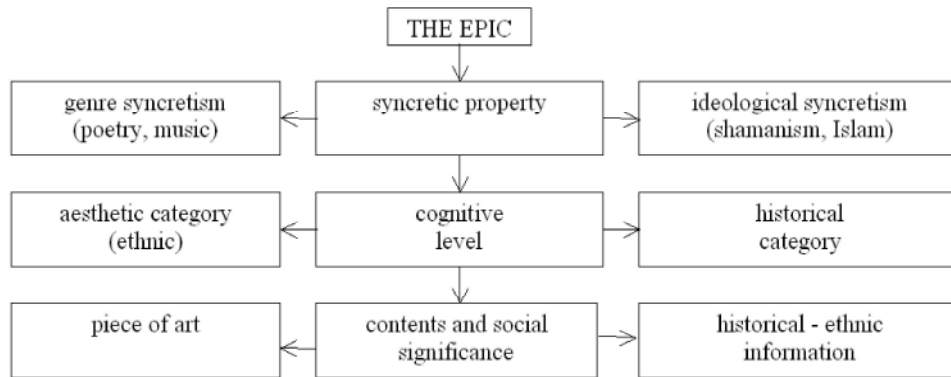 THE EPIC
genre syncretism
(poetry, music)
syncretic property
ideological syncretism
(shamanism, Islam)
aesthetic category
(ethnic)
cognitive
level
historical
category
piece of art
contents and social
significance
historical - ethnic
information